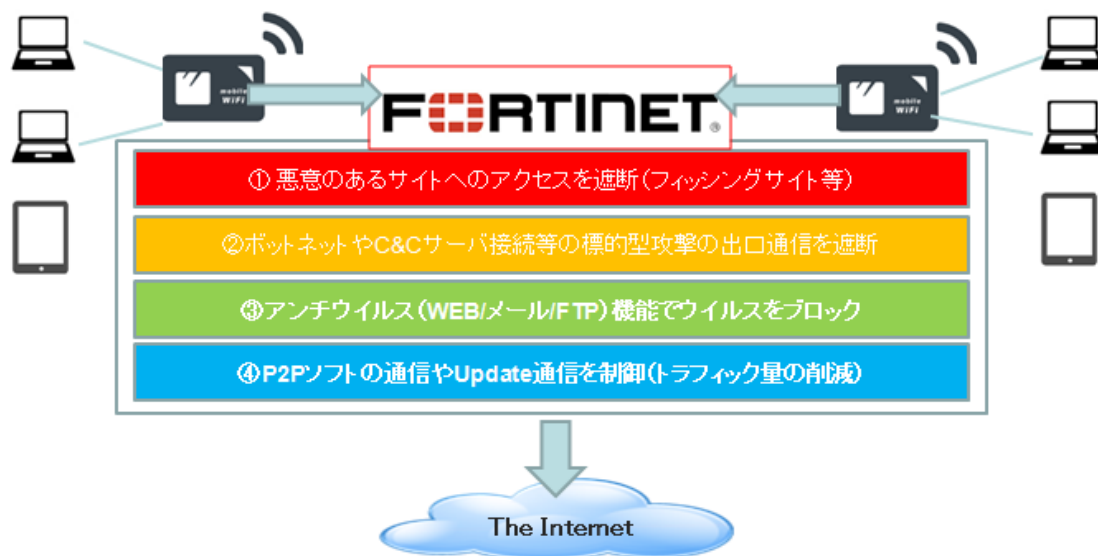 mobile
WiFi
FORTINET®
mobile
WiFi
① 悪意のあるサイトへのアクセスを遮断(フィッシングサイト等)
②ボットネットやC&Cサーバ接続等の標的型攻撃の出口通信を遮断
③アンチウイルス(WEB/メール/FTP)機能でウイルスをブロック
④P2Pソフトの通信やUpdate通信を制御(トラフィック量の削減)
The Internet